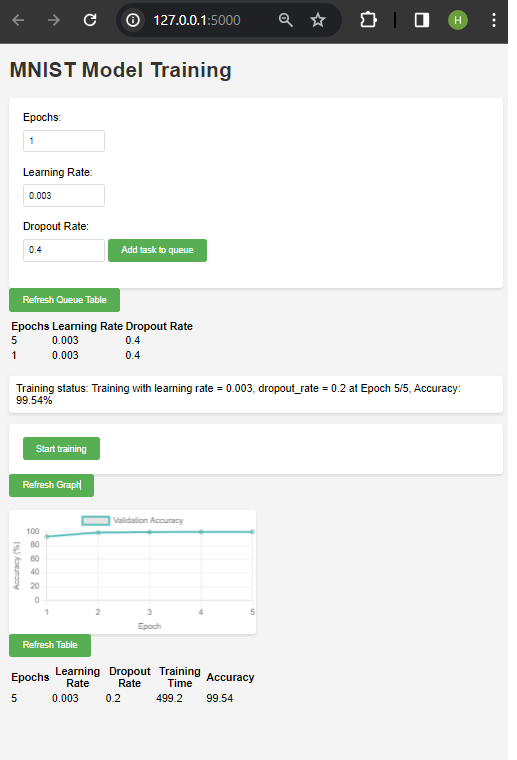 127.0.0.1:5000
H
MNIST Model Training
Epochs:
1
Learning Rate:
0.003
Dropout Rate:
0.4 Add task to queue
Refresh Queue Table
Epochs Learning Rate Dropout Rate
5 0.003 0.4
1 0.003 0.4
Training status: Training with learning rate = 0.003, dropout_rate = 0.2 at Epoch 5/5, Accuracy:
99.54%
Start training
Refresh Graph
Validation Accuracy
100
80
60
40
20
0
Accuracy (%)
1 2 3 4 5
Epoch
Refresh Table
Epochs Learning Rate Dropout Rate Training Time Accuracy
5 0.003 0.2 499.2 99.54